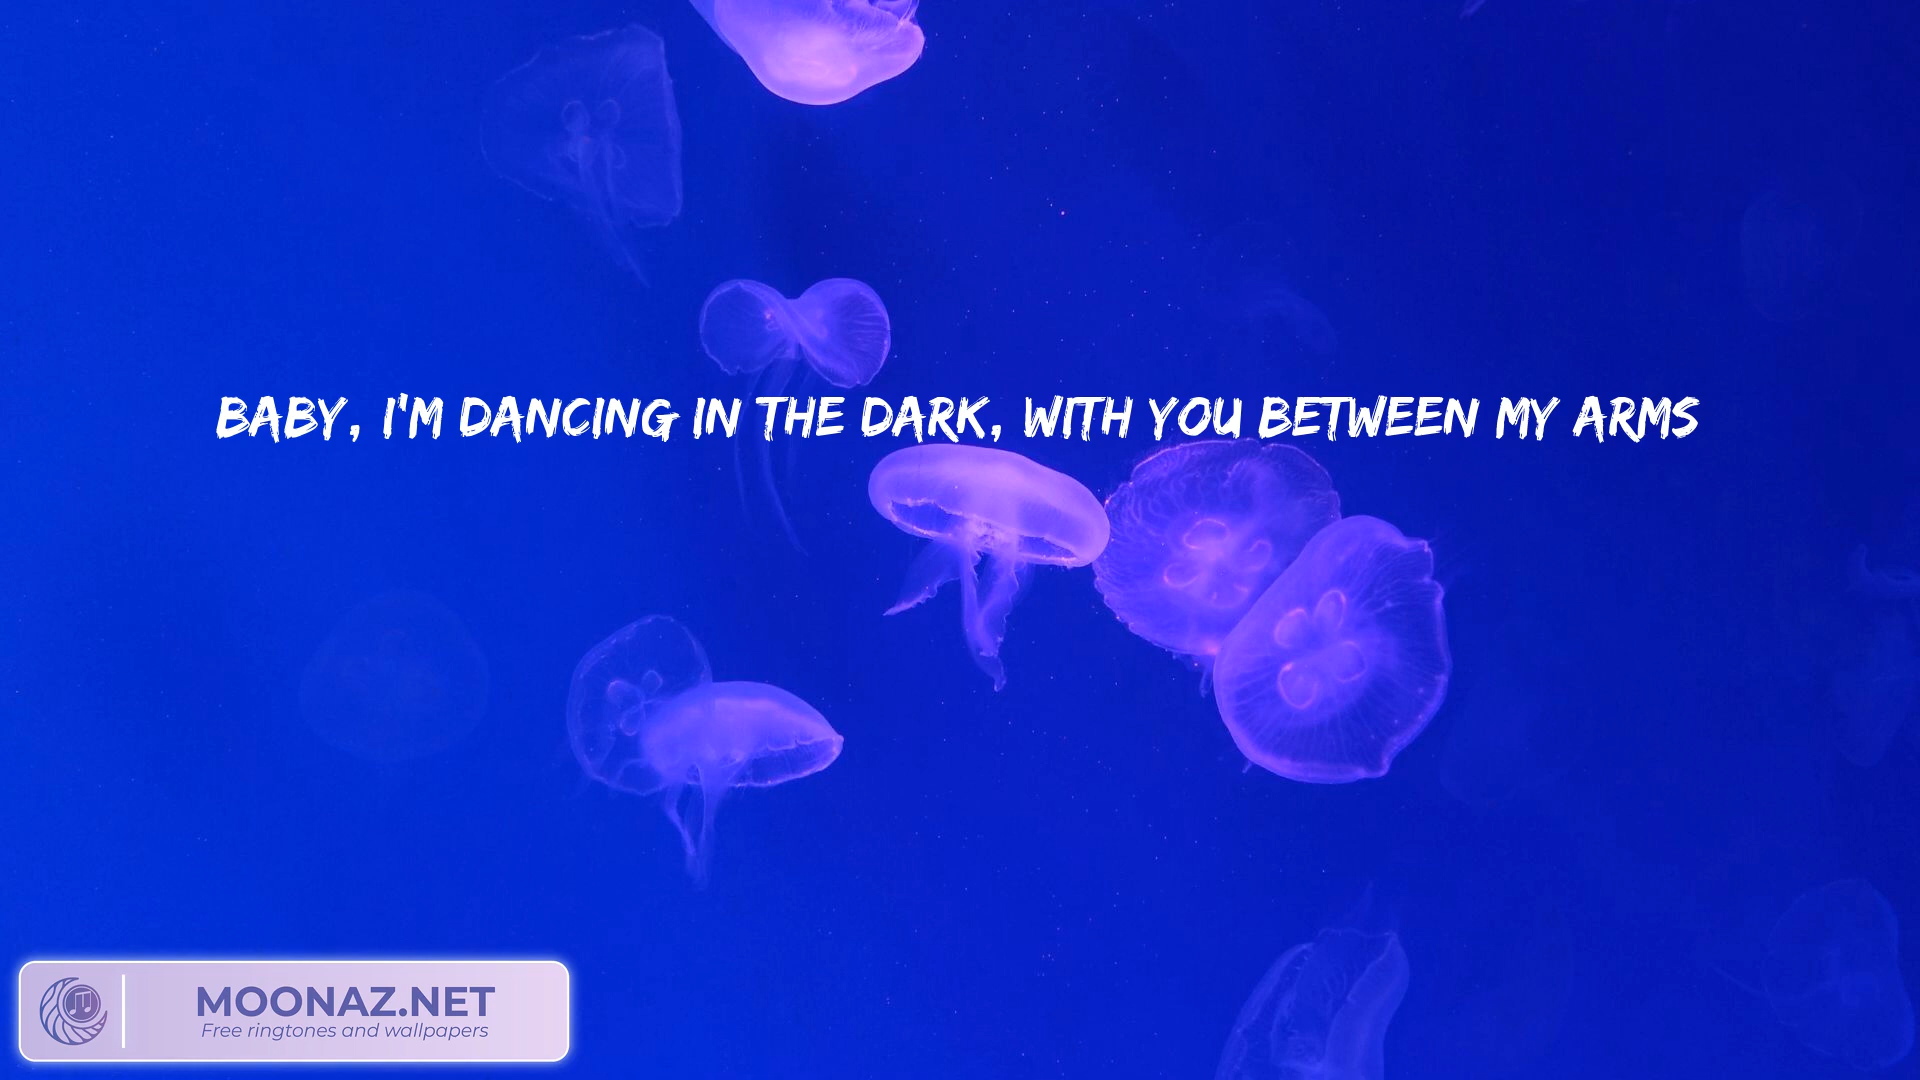 BABY, I'M DANCING IN THE DARK, WITH YOU BETWEEN MY ARMS
MOONAZ.NET
Free ringtones and wallpapers